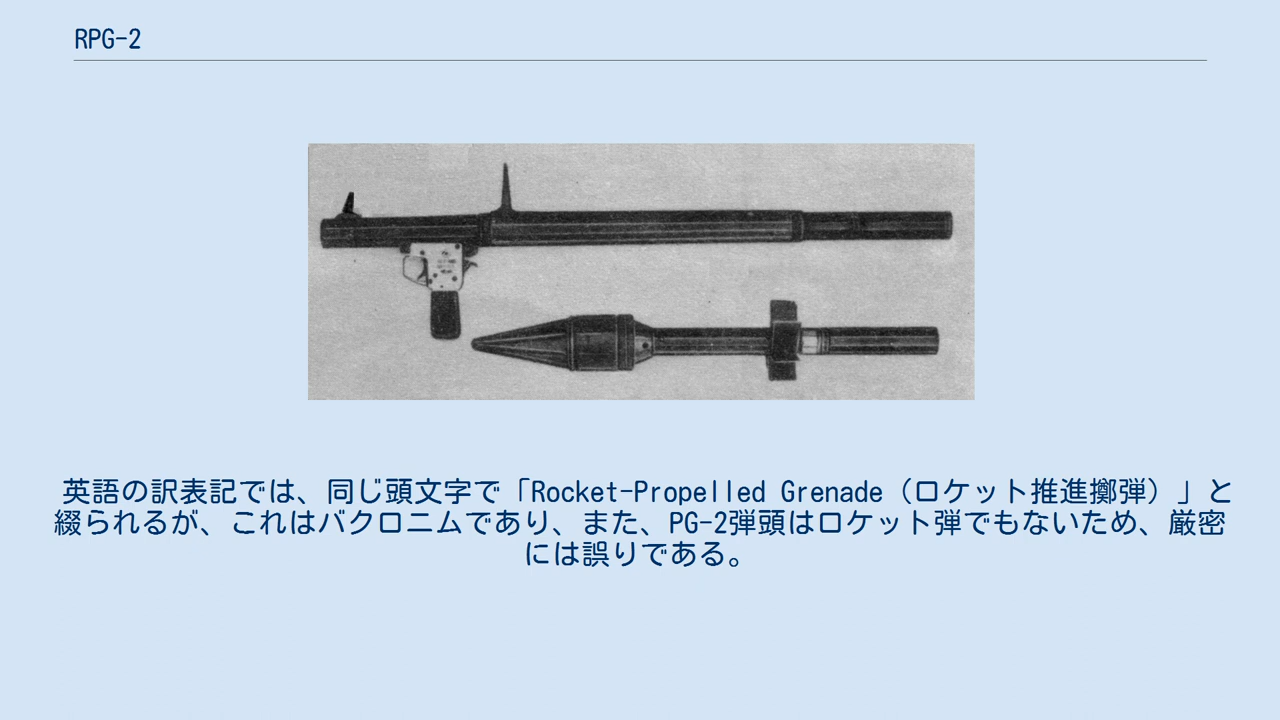 RPG-2
英語の訳表記では、同じ頭文字で「Rocket-Propelled Grenade（ロケット推進擲弾）」と
綴られるが、これはバクロニムであり、また、PG-2弾頭はロケット弾でもないため、厳密
には誤りである。